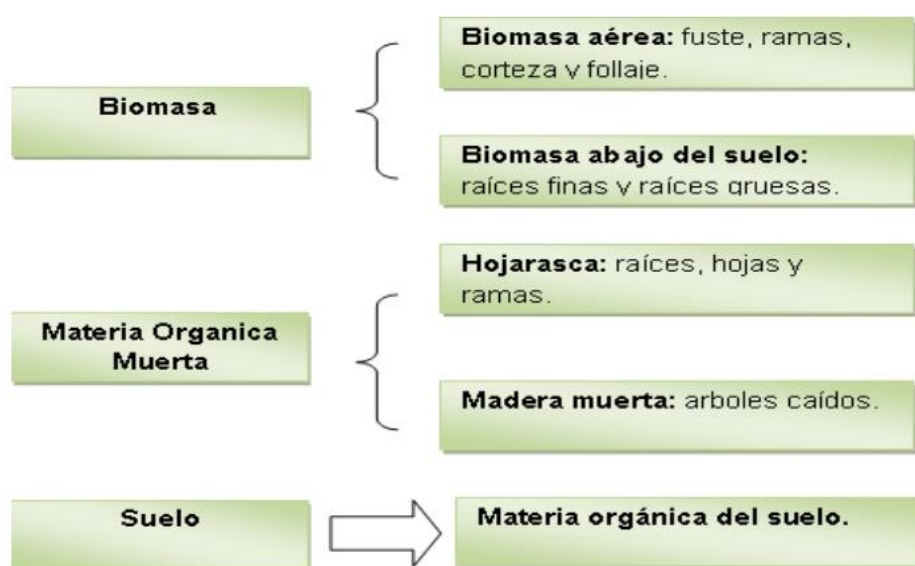 Biomasa
Biomasa aérea: fuste, ramas,
corteza y follaje.
Biomasa abajo del suelo:
raíces finas y raíces gruesas.
Materia Organica
Muerta
Hojarasca: raíces, hojas y
ramas.
Madera muerta: arboles caídos.
Suelo
Materia orgánica del suelo.